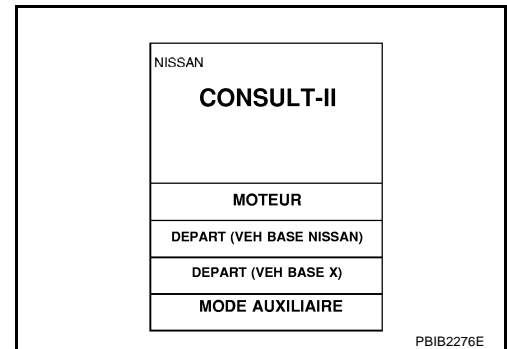 NISSAN
CONSULT-II
MOTEUR
DEPART (VEH BASE NISSAN)
DEPART (VEH BASE X)
MODE AUXILIAIRE
PBIB2276E